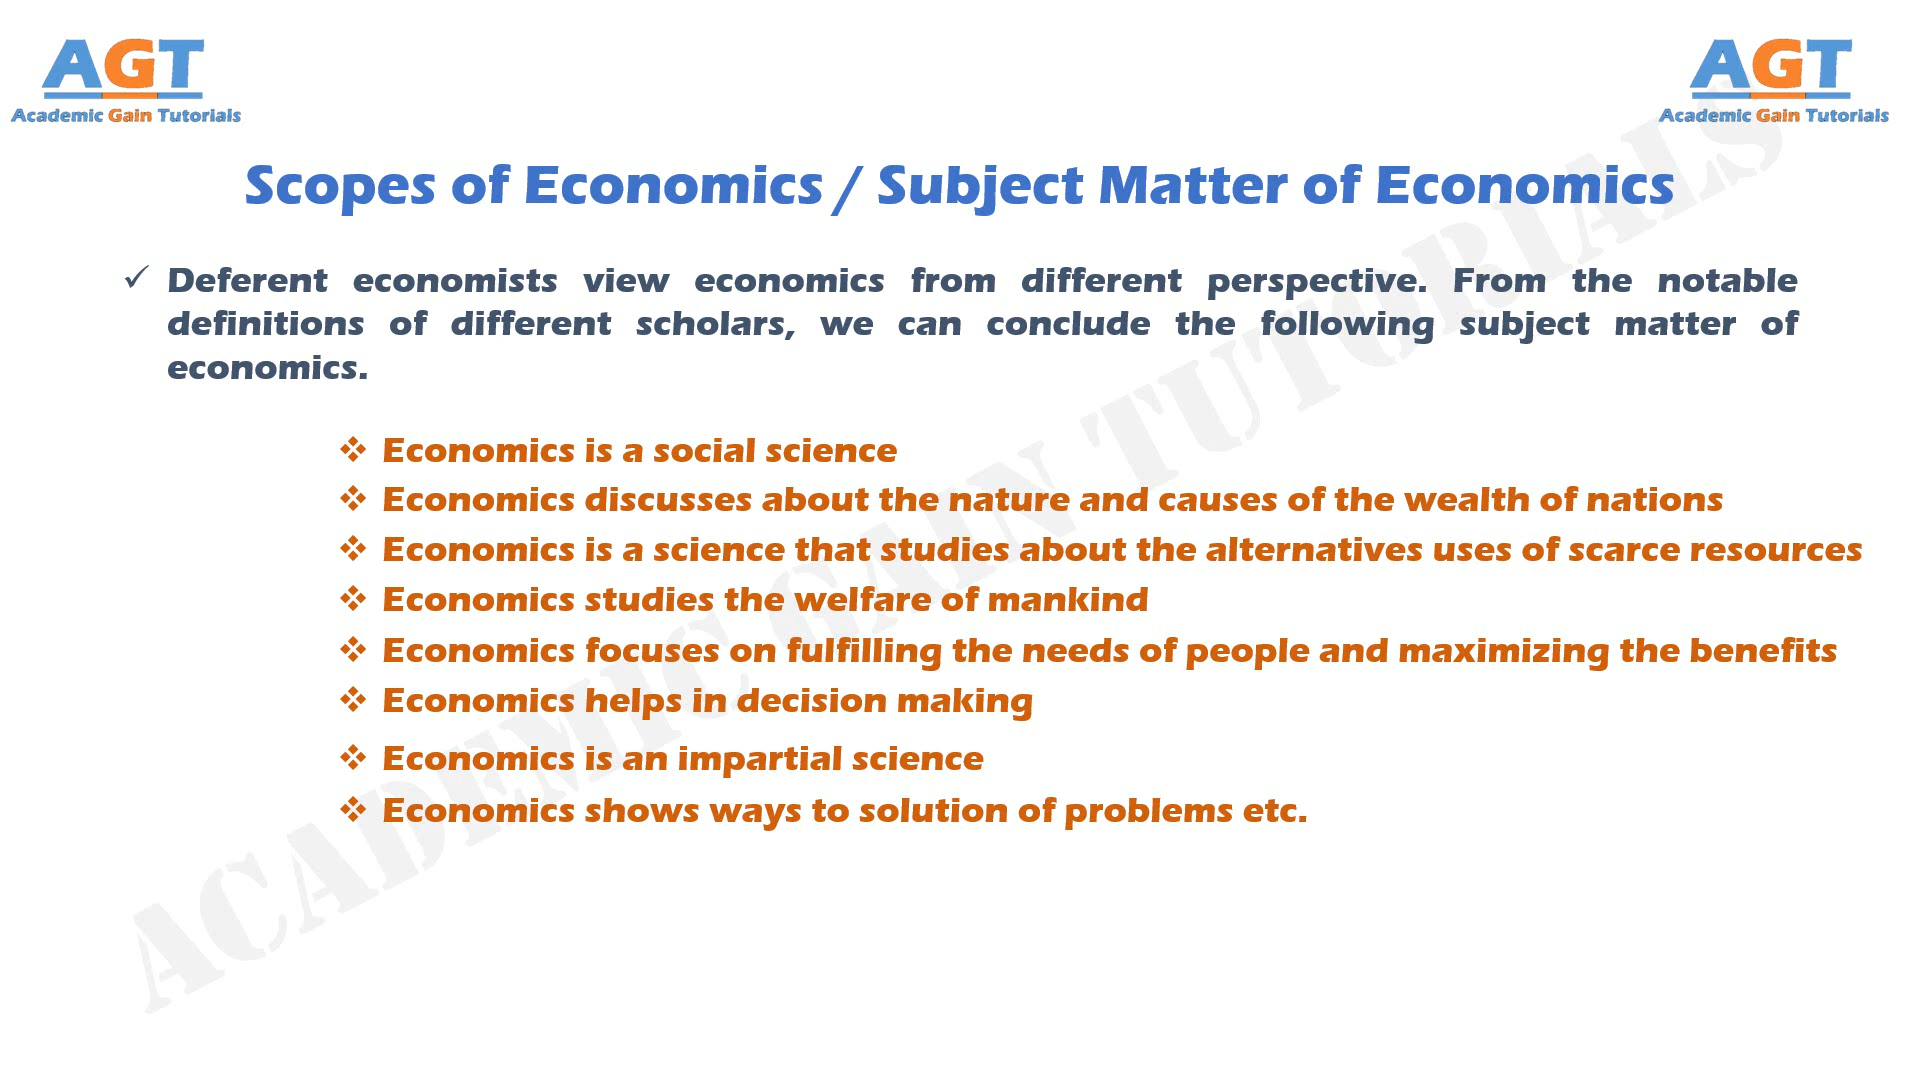 AGT
Academic Gain Tutorials
AGT
Academic Gain Tutorials
Scopes of Economics / Subject Matter of Economics
✓ Deferent economists view economics from different perspective. From the notable
definitions of different scholars, we can conclude the following subject matter of
economics.
❖ Economics is a social science
❖ Economics discusses about the nature and causes of the wealth of nations
❖ Economics is a science that studies about the alternatives uses of scarce resources
❖ Economics studies the welfare of mankind
❖ Economics focuses on fulfilling the needs of people and maximizing the benefits
❖ Economics helps in decision making
❖ Economics is an impartial science
❖ Economics shows ways to solution of problems etc.
ACADEMIC GAIN TUTORIALS